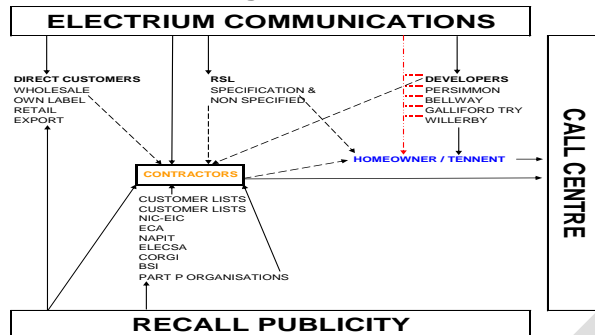 ELECTRIUM COMMUNICATIONS
DIRECT CUSTOMERS
WHOLESALE
OWN LABEL
RETAIL
EXPORT
RSL
SPECIFICATION &
NON SPECIFIED
DEVELOPERS
PERSIMMON
BELLWAY
GALLIFORD TRY
WILLERBY
HOMEOWNER / TENNENT
CONTRACTORS
CUSTOMER LISTS
CUSTOMER LISTS
NIC-EIC
ECA
NAPIT
ELECSA
CORGI
BSI
PART P ORGANISATIONS
CALL CENTRE
RECALL PUBLICITY